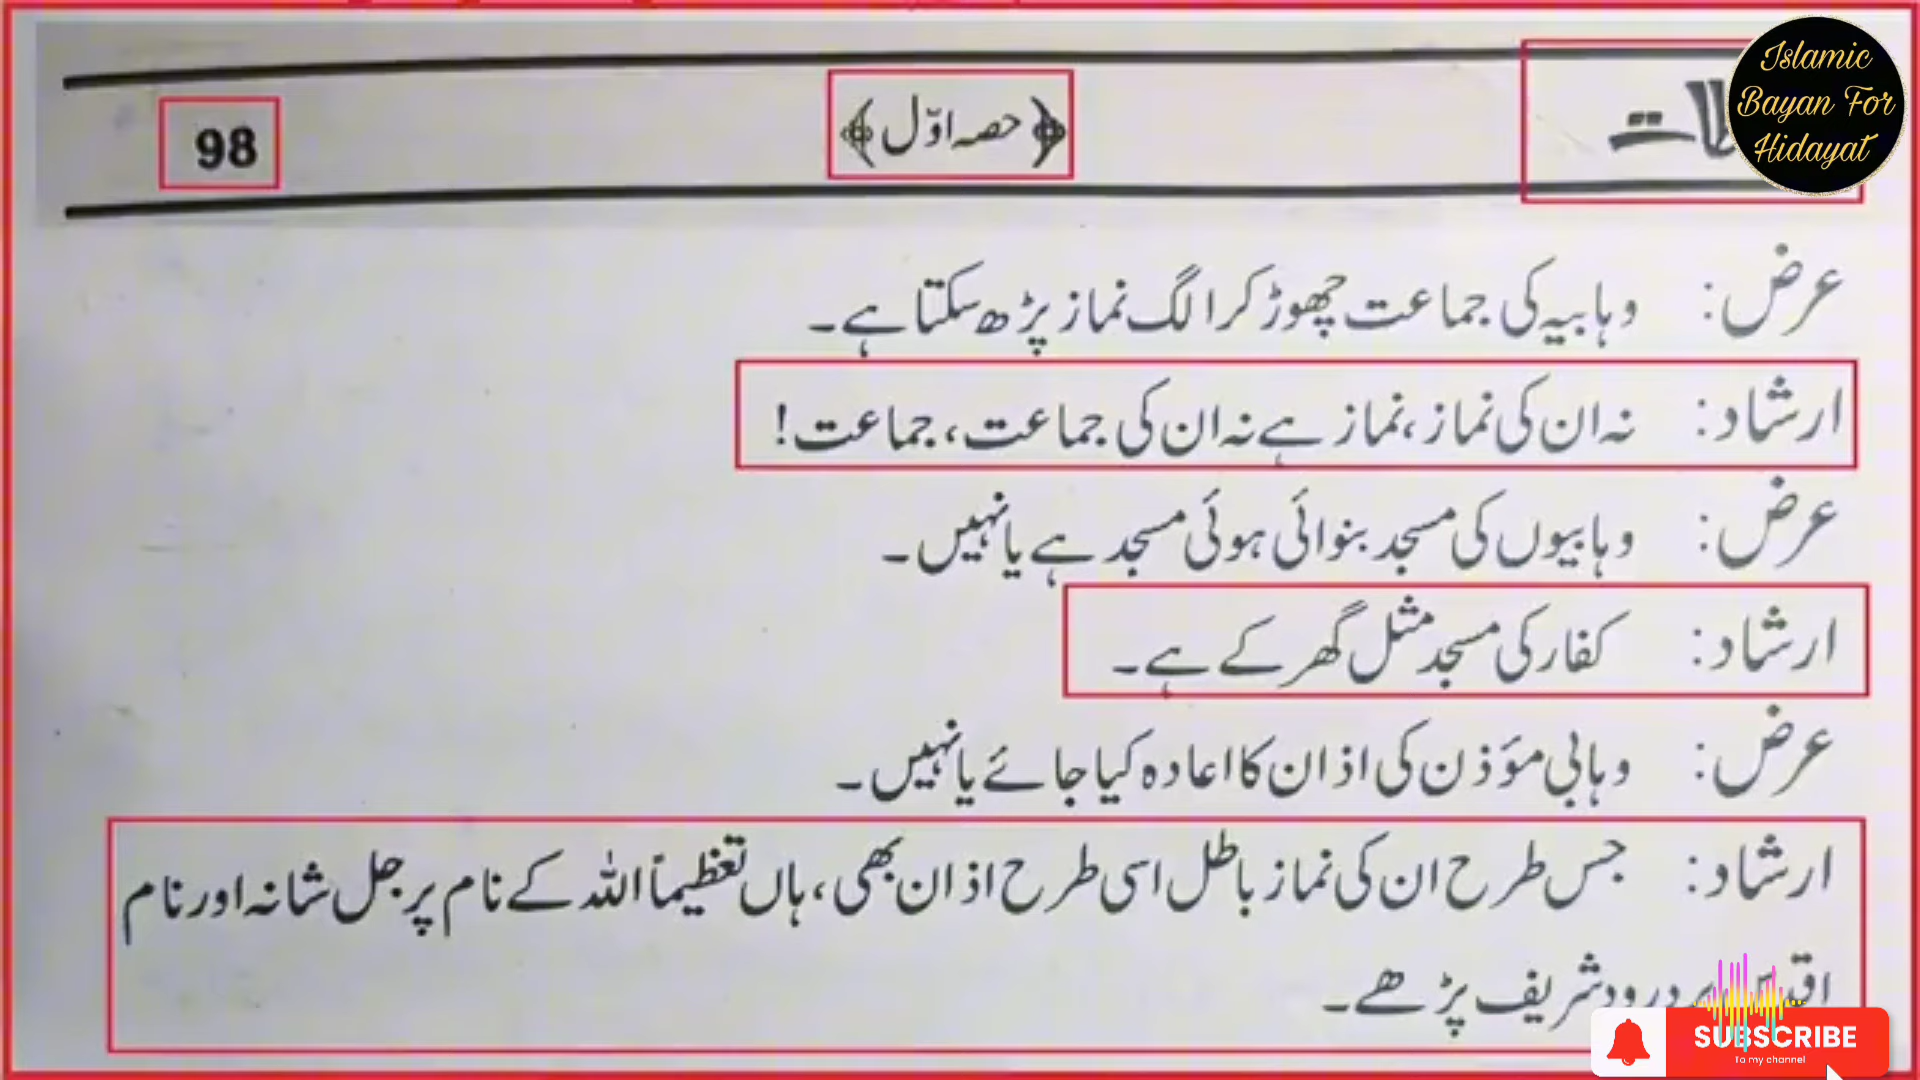 98
﴿حصہ اوّل﴾
Islamic
Bayan For
Hidayat
عرض: وہابیہ کی جماعت چھوڑ کر الگ نماز پڑھ سکتا ہے۔
ارشاد: نہ ان کی نماز، نماز ہے نہ ان کی جماعت، جماعت!
عرض: وہابیوں کی مسجد بنوائی ہوئی مسجد ہے یا نہیں۔
ارشاد: کفار کی مسجد مثل گھر کے ہے۔
عرض: وہابی مؤذن کی اذان کا اعادہ کیا جائے یا نہیں۔
ارشاد: جس طرح ان کی نماز باطل اسی طرح اذان بھی، ہاں تعظیماً اللہ کے نام پر جل شانہ اور نام
درود شریف پڑھے۔
SUBSCRIBE
To my channel